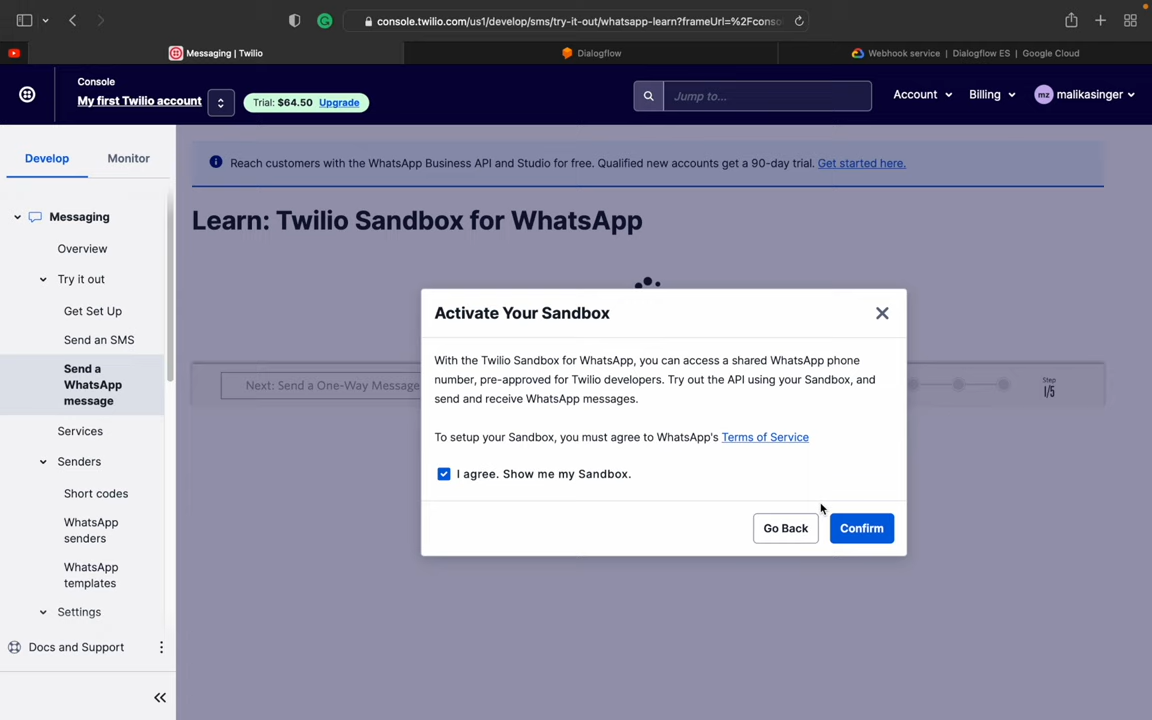 console.twilio.com/us1/develop/sms/try-it-out/whatsapp-learn?frameUrl=%2Fconso
Messaging | Twilio
Dialogflow
Webhook service | Dialogflow ES | Google Cloud
Console
My first Twilio account
Trial: $64.50 Upgrade
Jump to...
Account
Billing
mz
malikasinger
Develop
Monitor
Reach customers with the WhatsApp Business API and Studio for free. Qualified new accounts get a 90-day trial. Get started here.
Messaging
Learn: Twilio Sandbox for WhatsApp
Overview
Try it out
Get Set Up
Send an SMS
Send a
WhatsApp
message
Services
Senders
Short codes
WhatsApp
senders
WhatsApp
templates
Settings
Docs and Support
Activate Your Sandbox
With the Twilio Sandbox for WhatsApp, you can access a shared WhatsApp phone
number, pre-approved for Twilio developers. Try out the API using your Sandbox, and
send and receive WhatsApp messages.
To setup your Sandbox, you must agree to WhatsApp's Terms of Service
I agree. Show me my Sandbox.
Go Back
Confirm
Next: Send a One-Way Message
Step
1/5